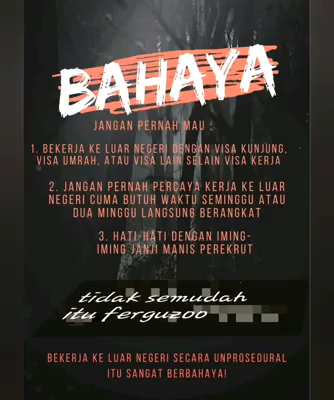 BAHAYA
JANGAN PERNAH MAU :
1. BEKERJA KE LUAR NEGERI DENGAN VISA KUNJUNG,
VISA UMRAH, ATAU VISA LAIN SELAIN VISA KERJA
2. JANGAN PERNAH PERCAYA KERJA KE LUAR
NEGERI CUMA BUTUH WAKTU SEMINGGU ATAU
DUA MINGGU LANGSUNG BERANGKAT
3. HATI-HATI DENGAN IMING-
IMING JANJI MANIS PEREKRUT
tidak semudah
itu ferguzoo
BEKERJA KE LUAR NEGERI SECARA UNPROSEDURAL
ITU SANGAT BERBAHAYA!